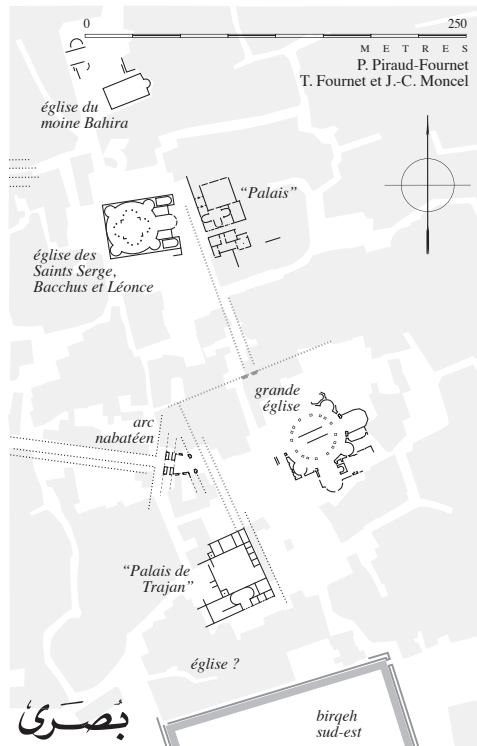 0 250
M E T R E S
P. Piraud-Fournet
T. Fournet et J.-C. Moncel
église du
moine Bahira
“Palais”
église des
Saints Serge,
Bacchus et Léonce
grande
église
arc
nabatéen
“Palais de
Trajan”
église ?
birqeh
sud-est
بُصرَى